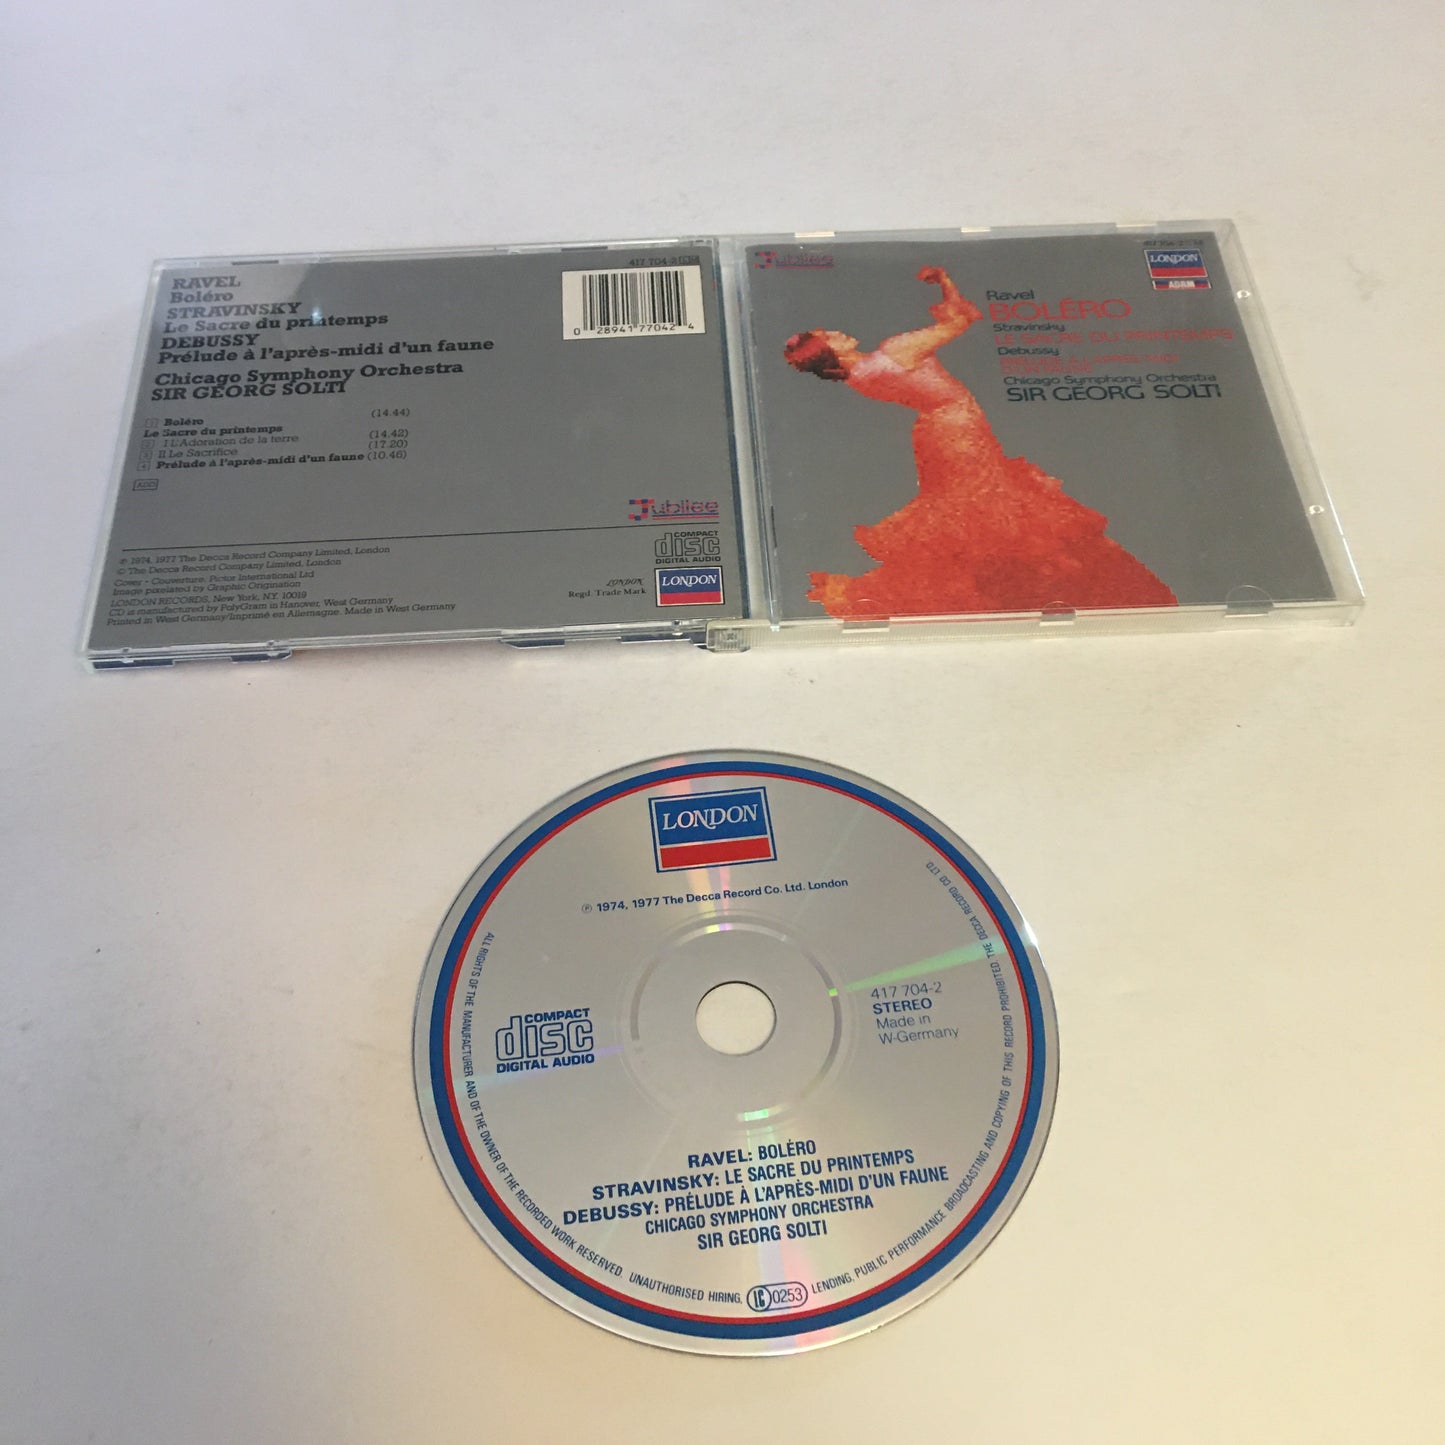 RAVEL
Boléro
STRAVINSKY
Le Sacre du printemps
DEBUSSY
Prélude à l'après-midi d'un faune
Chicago Symphony Orchestra
SIR GEORG SOLTI
1 Boléro (14.44)
Le Sacre du printemps
2 I L'Adoration de la terre (14.42)
3 II Le Sacrifice (17.20)
4 Prélude à l'après-midi d'un faune (10.46)
ADD
417 704-2
0 28941 77042 4
Jubilee
COMPACT
disc
DIGITAL AUDIO
℗ 1974, 1977 The Decca Record Company Limited, London
© The Decca Record Company Limited, London
Cover • Couverture: Pictor International Ltd
Image pixelated by Graphic Origination
LONDON RECORDS, New York, N.Y. 10019
CD is manufactured by PolyGram in Hanover, West Germany
Printed in West Germany/Imprimé en Allemagne. Made in West Germany
LONDON
Regd. Trade Mark
LONDON
Jubilee
417 704-2
LONDON
ADRM
Ravel
BOLÉRO
Stravinsky
LE SACRE DU PRINTEMPS
Debussy
PRÉLUDE À L'APRÈS-MIDI
D'UN FAUNE
Chicago Symphony Orchestra
SIR GEORG SOLTI
LONDON
℗ 1974, 1977 The Decca Record Co. Ltd. London
COMPACT
disc
DIGITAL AUDIO
417 704-2
STEREO
Made in
W-Germany
RAVEL: BOLÉRO
STRAVINSKY: LE SACRE DU PRINTEMPS
DEBUSSY: PRÉLUDE À L'APRÈS-MIDI D'UN FAUNE
CHICAGO SYMPHONY ORCHESTRA
SIR GEORG SOLTI
ALL RIGHTS OF THE MANUFACTURER AND OF THE OWNER OF THE RECORDED WORK RESERVED. UNAUTHORISED HIRING, LC 0253 LENDING, PUBLIC PERFORMANCE BROADCASTING AND COPYING OF THIS RECORD PROHIBITED. THE DECCA RECORD CO. LTD.